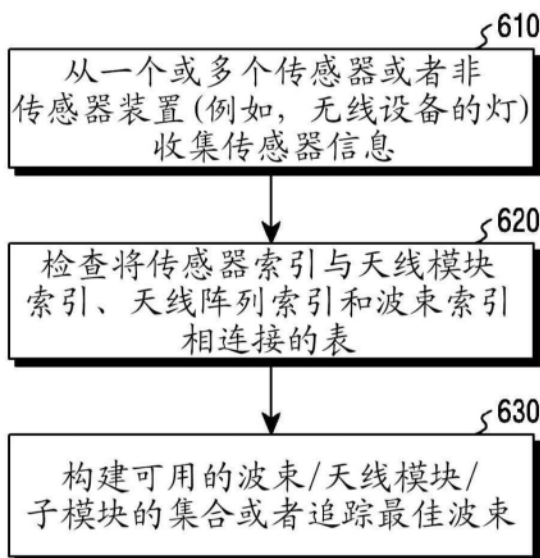 610
从一个或多个传感器或者非
传感器装置(例如，无线设备的灯)
收集传感器信息
620
检查将传感器索引与天线模块
索引、天线阵列索引和波束索引
相连接的表
630
构建可用的波束/天线模块/
子模块的集合或者追踪最佳波束